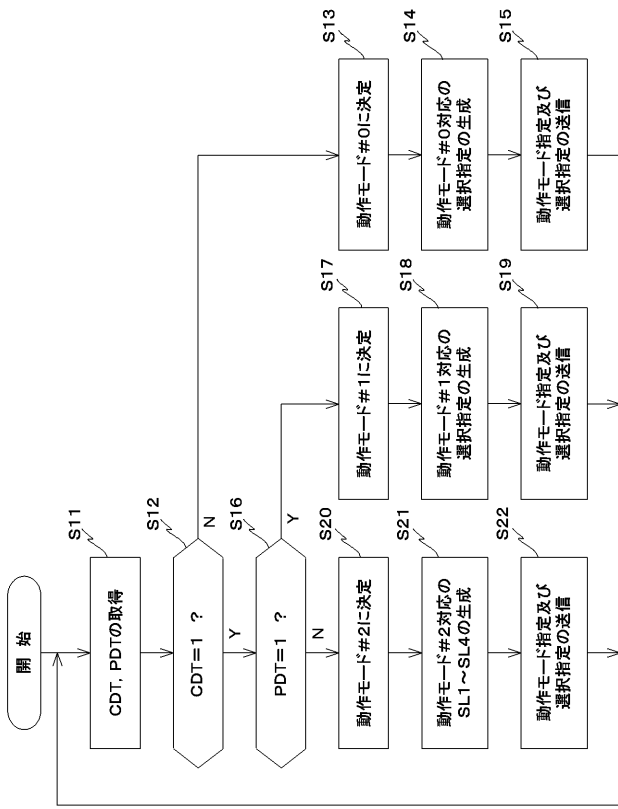 開 始
S11
CDT, PDTの取得
S12
CDT=1 ?
N
Y
S16
PDT=1 ?
Y
N
S20
動作モード#2に決定
S21
動作モード#2対応の
SL1～SL4の生成
S22
動作モード指定及び
選択指定の送信
S17
動作モード#1に決定
S18
動作モード#1対応の
選択指定の生成
S19
動作モード指定及び
選択指定の送信
S13
動作モード#0に決定
S14
動作モード#0対応の
選択指定の生成
S15
動作モード指定及び
選択指定の送信